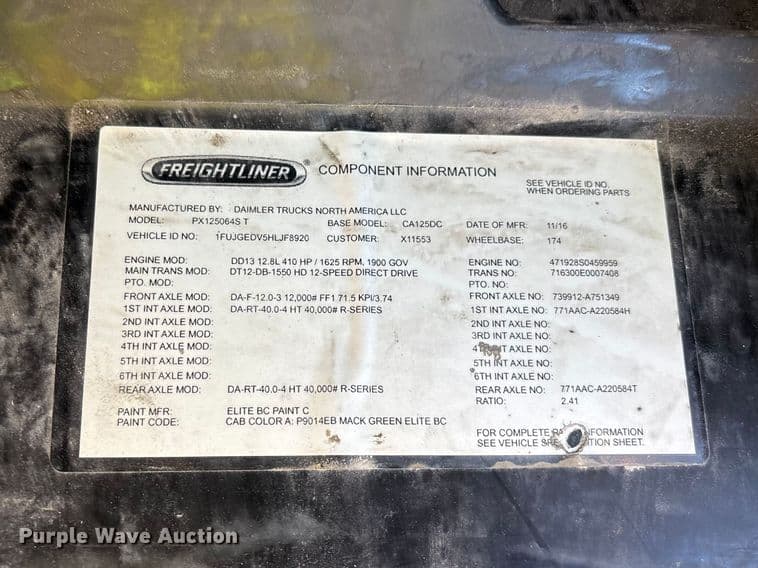 FREIGHTLINER ® COMPONENT INFORMATION
SEE VEHICLE ID NO.
WHEN ORDERING PARTS
MANUFACTURED BY: DAIMLER TRUCKS NORTH AMERICA LLC
MODEL: PX125064S T BASE MODEL: CA125DC DATE OF MFR: 11/16
VEHICLE ID NO: 1FUJGEDV5HLJF8920 CUSTOMER: X11553 WHEELBASE: 174
ENGINE MOD: DD13 12.8L 410 HP / 1625 RPM, 1900 GOV ENGINE NO: 471928S0459959
MAIN TRANS MOD: DT12-DB-1550 HD 12-SPEED DIRECT DRIVE TRANS NO: 716300E0007408
PTO. MOD: PTO. NO:
FRONT AXLE MOD: DA-F-12.0-3 12,000# FF1 71.5 KPI/3.74 FRONT AXLE NO: 739912-A751349
1ST INT AXLE MOD: DA-RT-40.0-4 HT 40,000# R-SERIES 1ST INT AXLE NO: 771AAC-A220584H
2ND INT AXLE MOD: 2ND INT AXLE NO:
3RD INT AXLE MOD: 3RD INT AXLE NO:
4TH INT AXLE MOD: 4TH INT AXLE NO:
5TH INT AXLE MOD: 5TH INT AXLE NO:
6TH INT AXLE MOD: 6TH INT AXLE NO:
REAR AXLE MOD: DA-RT-40.0-4 HT 40,000# R-SERIES REAR AXLE NO: 771AAC-A220584T
RATIO: 2.41
PAINT MFR: ELITE BC PAINT C
PAINT CODE: CAB COLOR A: P9014EB MACK GREEN ELITE BC
FOR COMPLETE INFORMATION
SEE VEHICLE SHEET.
Purple Wave Auction